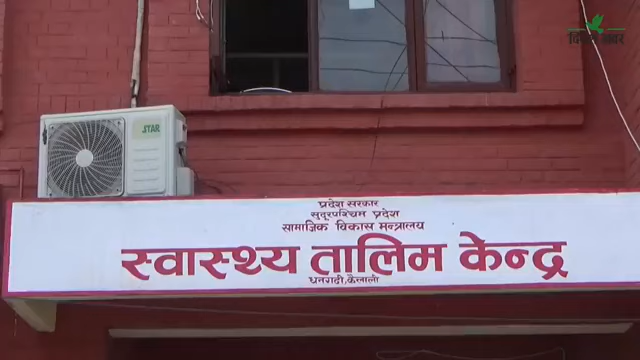 STAR
प्रदेश सरकार
सुदूरपश्चिम प्रदेश
सामाजिक विकास मन्त्रालय
स्वास्थ्य तालिम केन्द्र
धनगढी, कैलाली